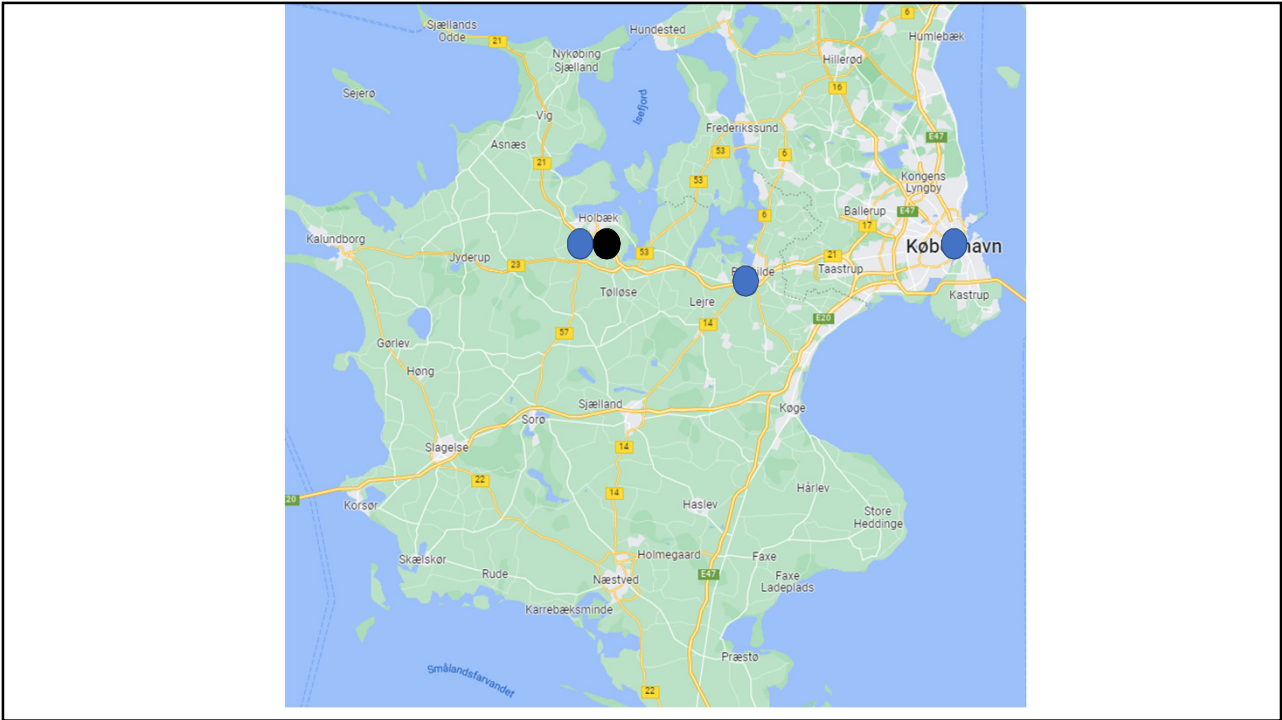 Sjællands
Odde
21
Hundested
6
Humlebæk
Nykøbing
Sjælland
Hillerød
16
Sejerø
Isefjord
Vig
Frederikssund
E47
Asnæs
53
6
21
53
Kongens
Lyngby
Holbæk
6
Ballerup
E47
17
Kalundborg
53
21
Jyderup
23
Taastrup
Tølløse
Lejre
Kastrup
14
E20
57
Gørlev
Høng
Sjælland
Køge
Sorø
Slagelse
14
22
14
Hårlev
20
Korsør
Haslev
Store
Heddinge
Skælskør
Holmegaard
Faxe
Rude
Næstved
E47
Faxe
Ladeplads
Karrebæksminde
Præstø
Smålandsfarvandet
22